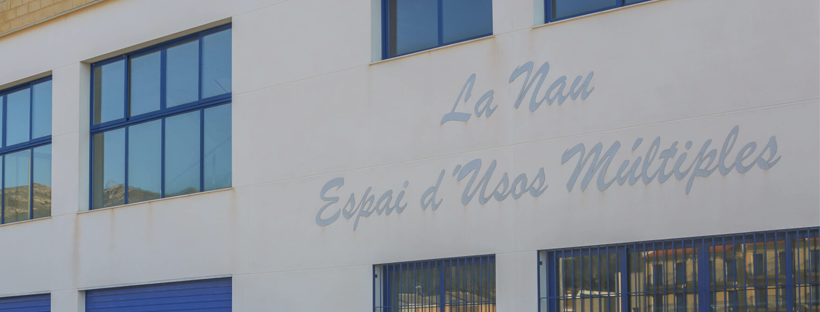 La Nau
Espai d'Usos Múltiples